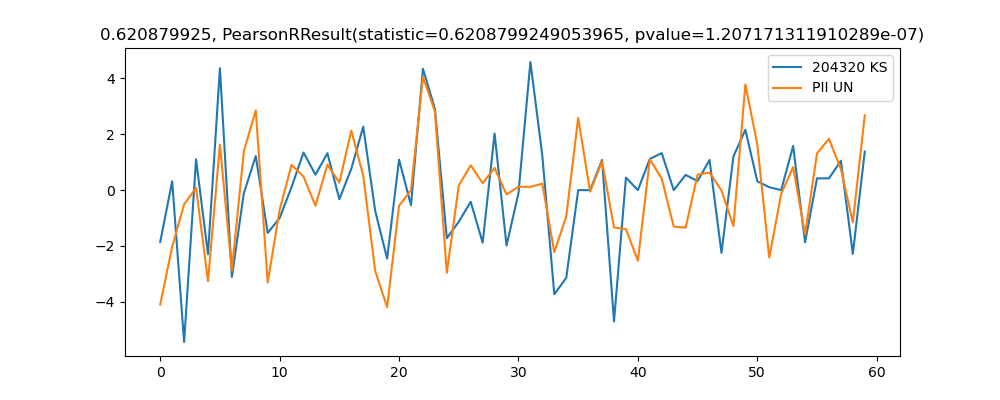 0.620879925, PearsonRResult(statistic=0.6208799249053965, pvalue=1.207171311910289e-07)
204320 KS
PII UN
4
2
0
−2
−4
0 10 20 30 40 50 60